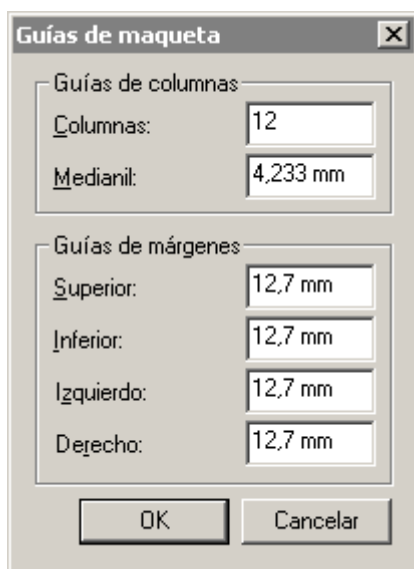 Guías de maqueta
Guías de columnas
Columnas: 12
Medianil: 4,233 mm
Guías de márgenes
Superior: 12,7 mm
Inferior: 12,7 mm
Izquierdo: 12,7 mm
Derecho: 12,7 mm
OK Cancelar